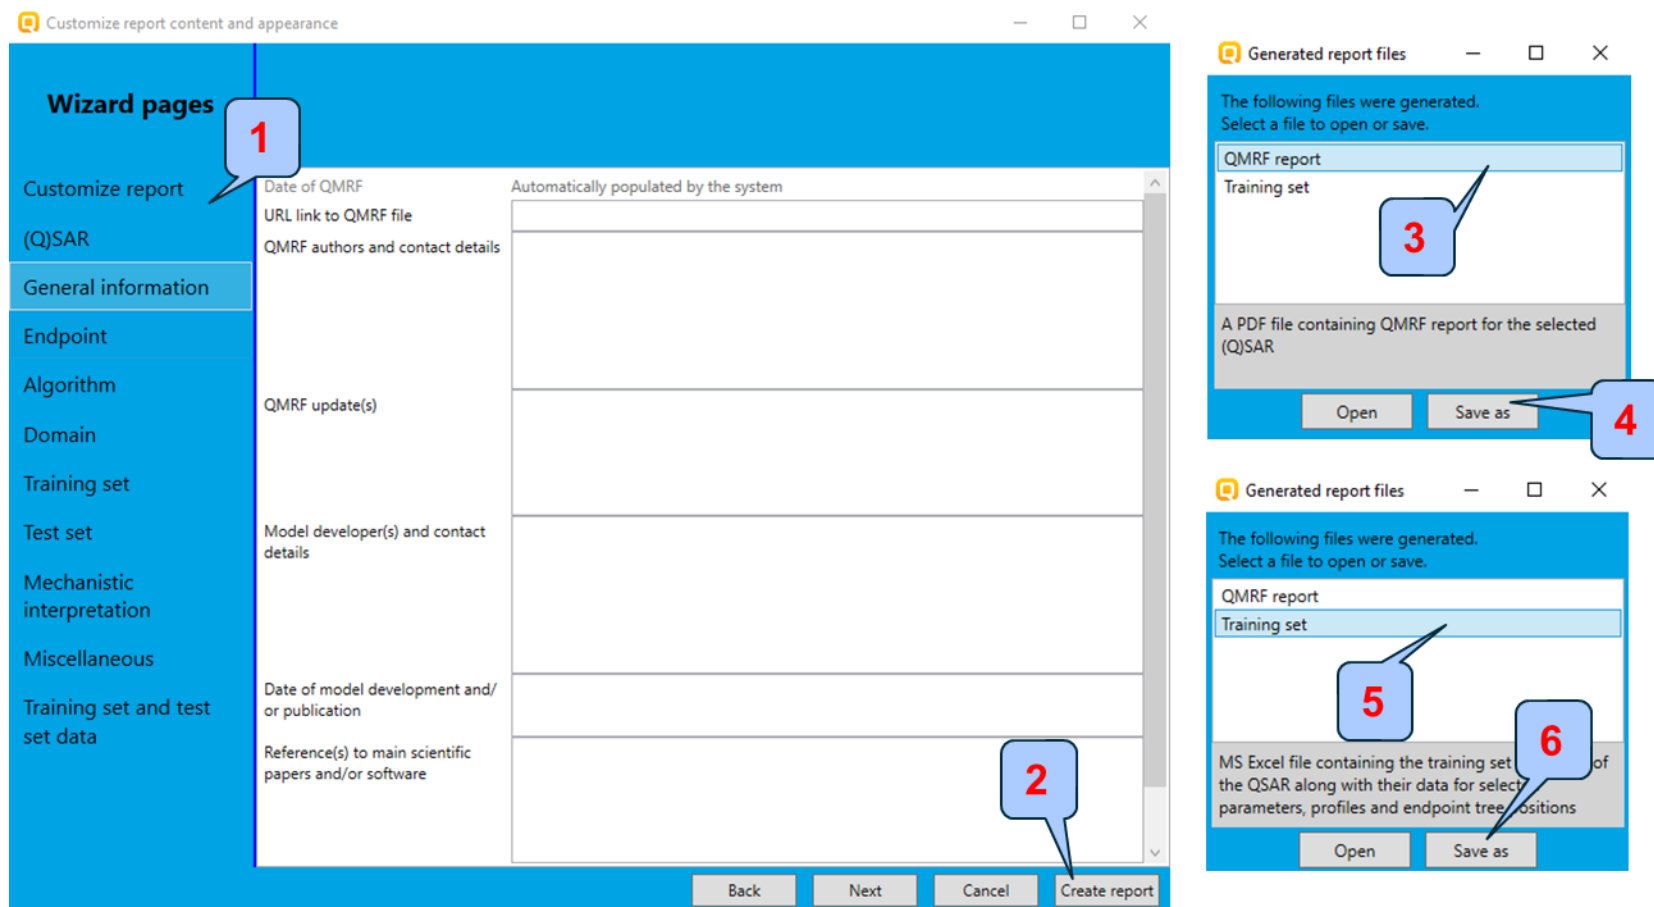 Customize report content and appearance
Wizard pages
1
Customize report
(Q)SAR
General information
Endpoint
Algorithm
Domain
Training set
Test set
Mechanistic
interpretation
Miscellaneous
Training set and test
set data
Date of QMRF
Automatically populated by the system
URL link to QMRF file
QMRF authors and contact details
QMRF update(s)
Model developer(s) and contact
details
Date of model development and/
or publication
Reference(s) to main scientific
papers and/or software
2
Back
Next
Cancel
Create report
Generated report files
The following files were generated.
Select a file to open or save.
QMRF report
Training set
3
A PDF file containing QMRF report for the selected
(Q)SAR
Open
Save as
4
Generated report files
The following files were generated.
Select a file to open or save.
QMRF report
Training set
5
6
MS Excel file containing the training set of
the QSAR along with their data for
parameters, profiles and endpoint tree
Open
Save as